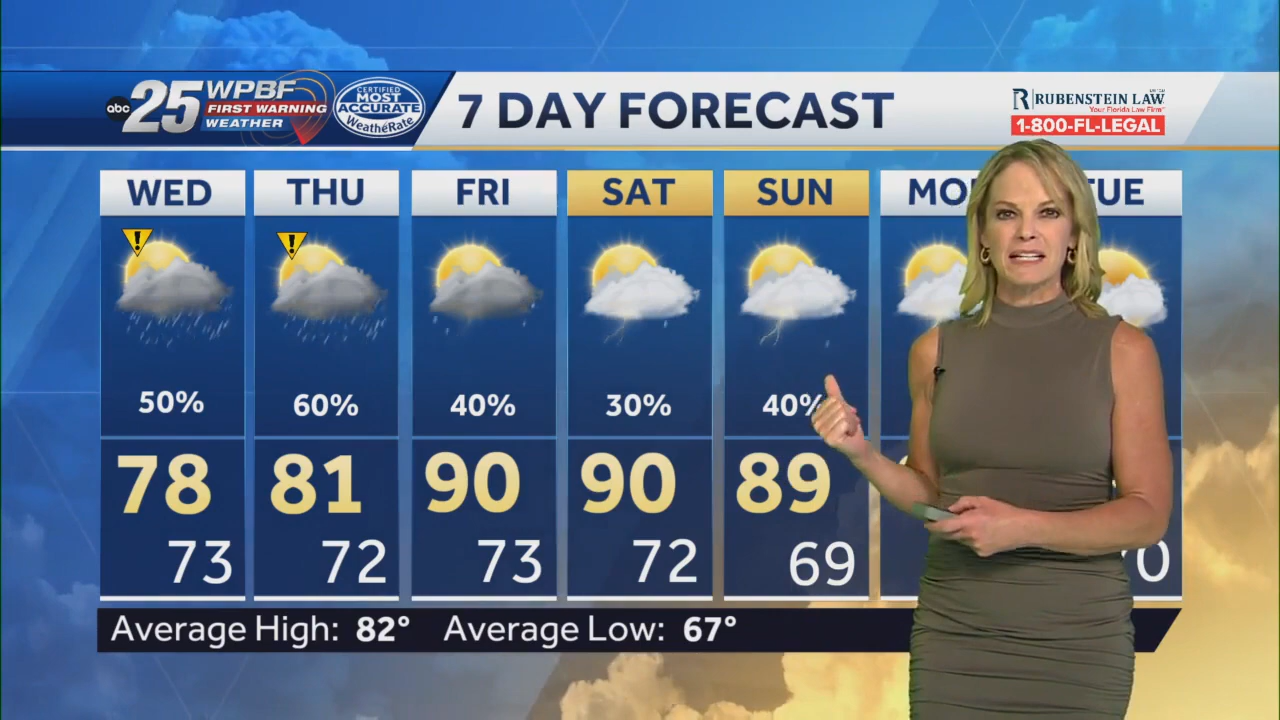 abc 25 WPBF
FIRST WARNING
WEATHER
CERTIFIED
MOST
ACCURATE
WeatheRate
7 DAY FORECAST
RUBENSTEIN LAW
Your Florida Law Firm
1-800-FL-LEGAL
WED THU FRI SAT SUN MO TUE
50% 60% 40% 30% 40%
78 81 90 90 89
73 72 73 72 69 0
Average High: 82° Average Low: 67°